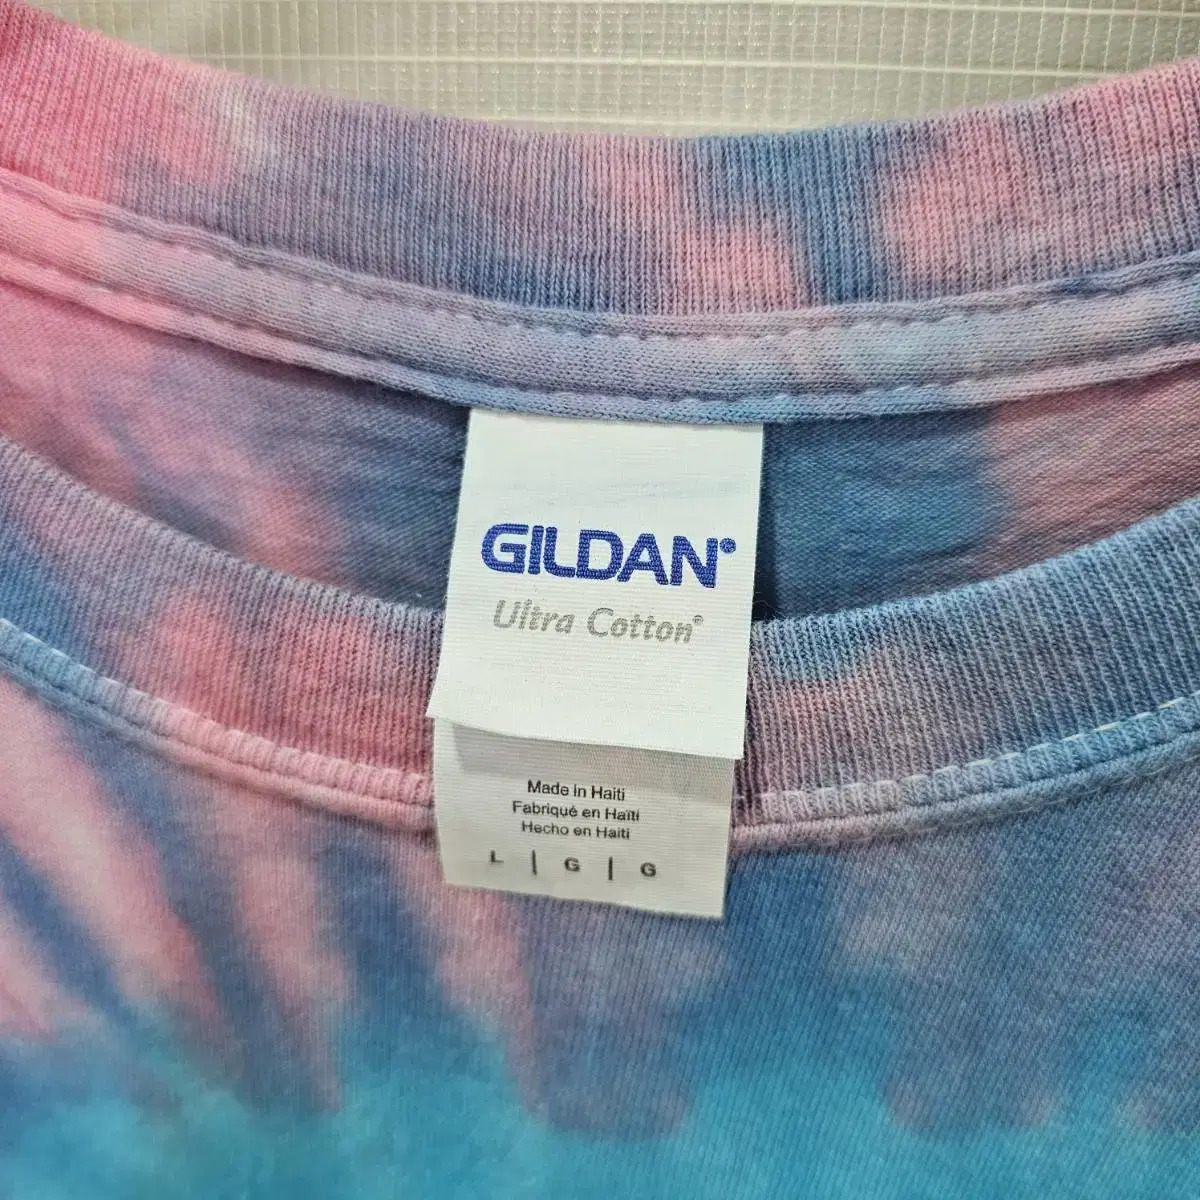 GILDAN®
Ultra Cotton®
Made in Haiti
Fabriqué en Haïti
Hecho en Haiti
L | G | G